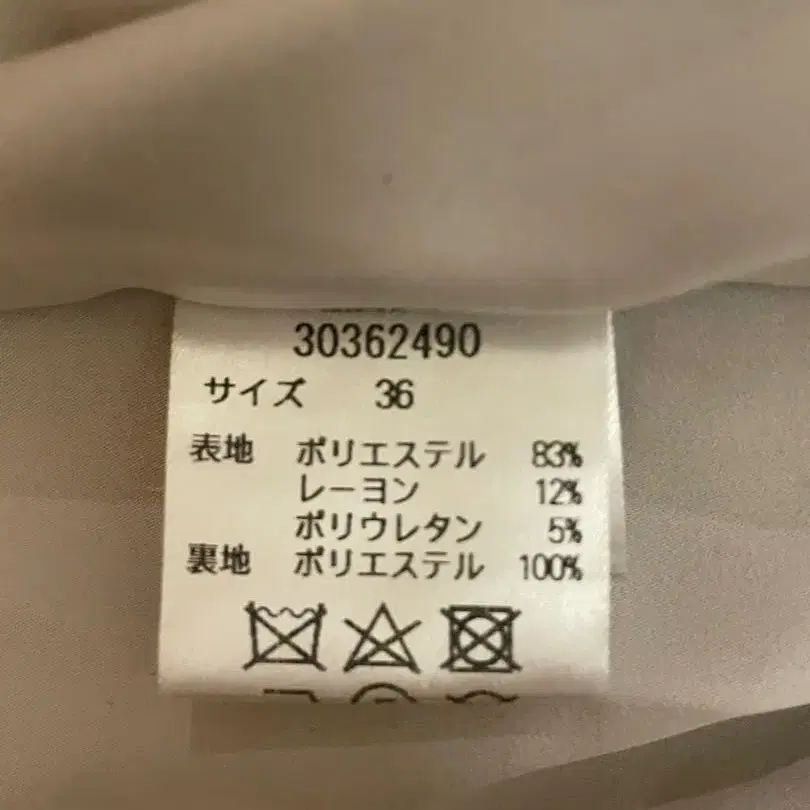 30362490
サイズ 36
表地 ポリエステル 83%
レーヨン 12%
ポリウレタン 5%
裏地 ポリエステル 100%